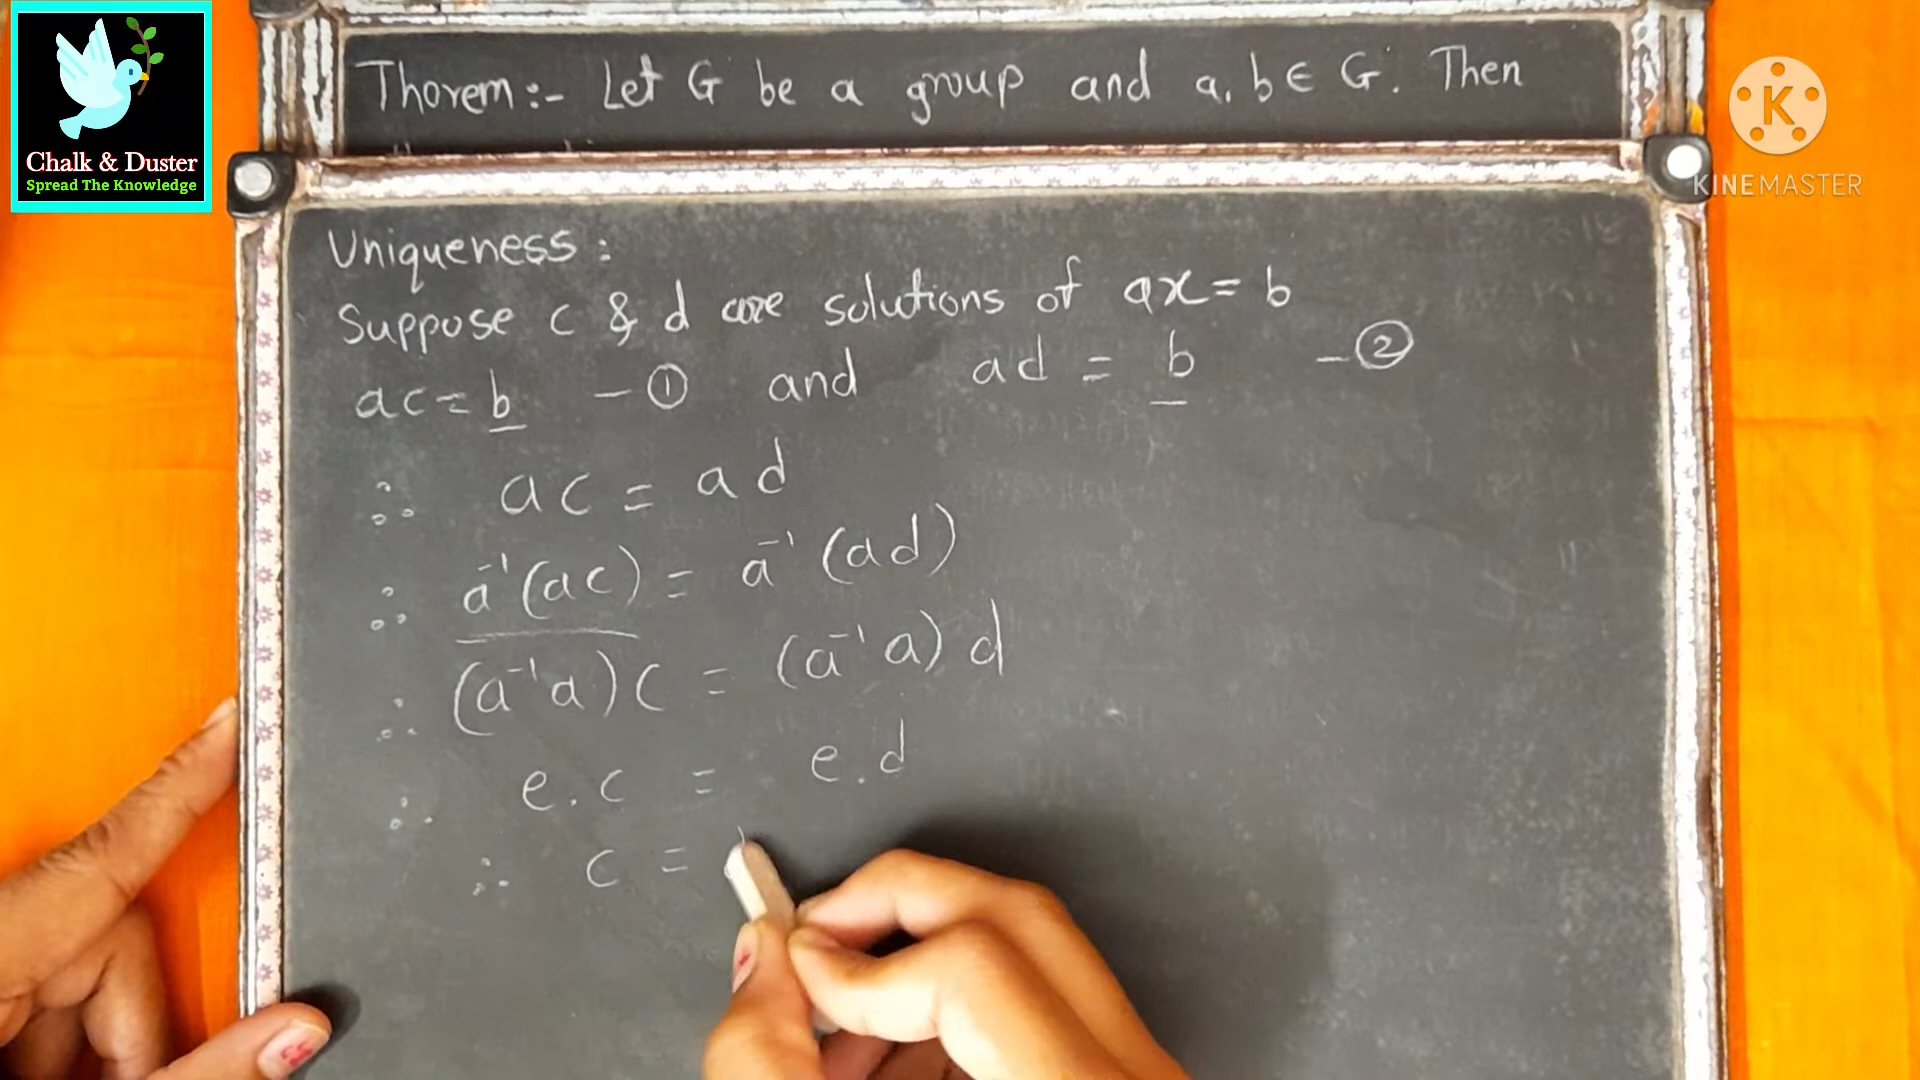 Chalk & Duster
Spread The Knowledge
K
KINEMASTER
Thorem:- Let G be a group and a, b ∈ G. Then
Uniqueness:
Suppose c & d are solutions of ax = b
ac = b - ① and ad = b - ②
∴ ac = ad
∴ a⁻¹(ac) = a⁻¹(ad)
∴ (a⁻¹a)c = (a⁻¹a)d
∴ e.c = e.d
∴ c =